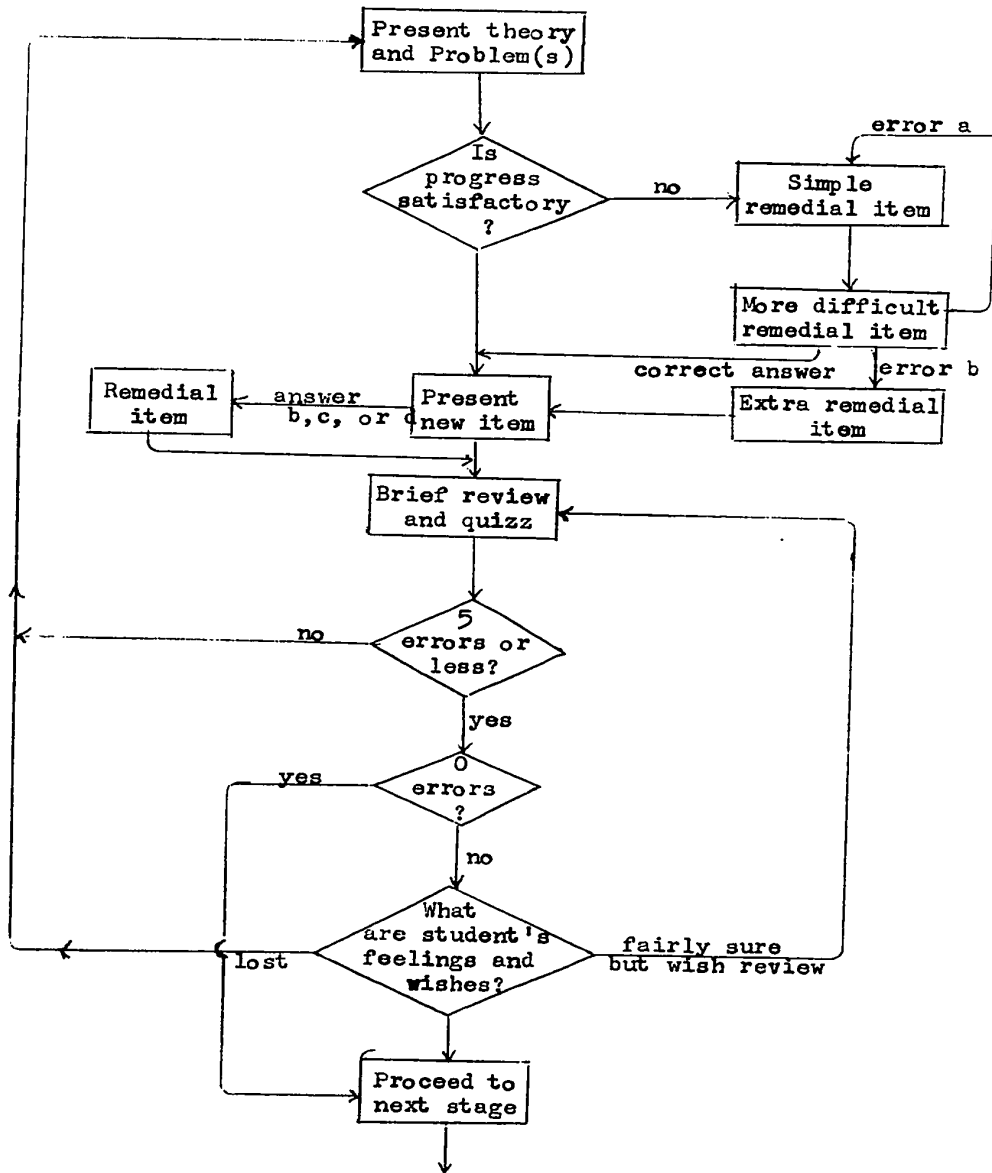 Present theory
and Problem(s)
error a
Is
progress
satisfactory
?
no
Simple
remedial item
More difficult
remedial item
correct answer
error b
Remedial
item
answer
b,c, or d
Present
new item
Extra remedial
item
Brief review
and quizz
5
errors or
less?
no
yes
0
errors
?
yes
no
What
are student's
feelings and
wishes?
lost
fairly sure
but wish review
Proceed to
next stage